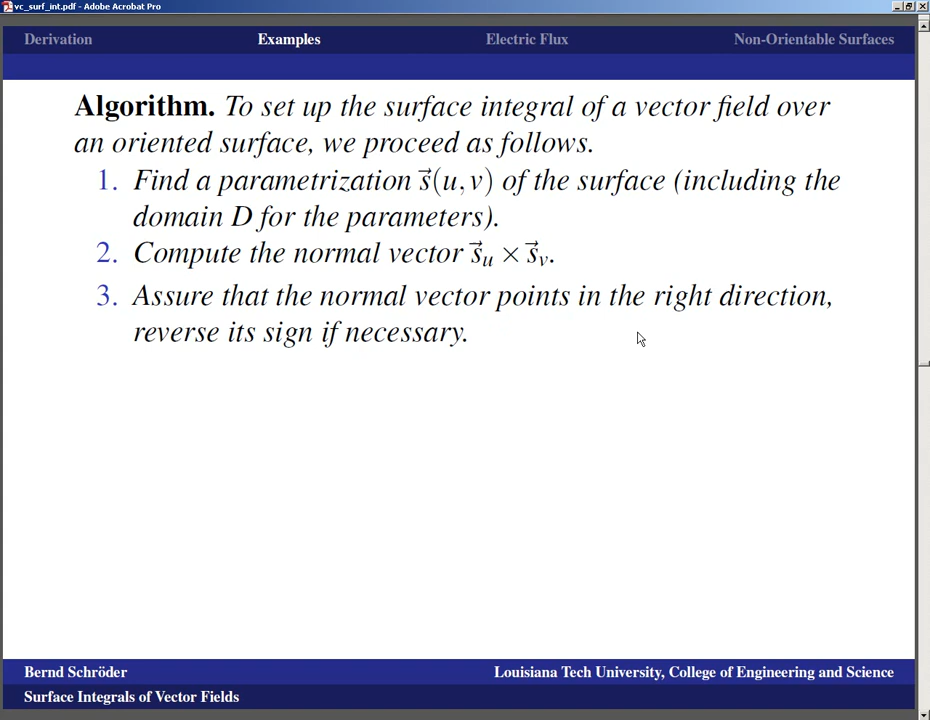 vc_surf_int.pdf - Adobe Acrobat Pro
Derivation Examples Electric Flux Non-Orientable Surfaces
Algorithm. To set up the surface integral of a vector field over
an oriented surface, we proceed as follows.
1. Find a parametrization s⃗(u,v) of the surface (including the
domain D for the parameters).
2. Compute the normal vector s⃗ᵤ × s⃗ᵥ.
3. Assure that the normal vector points in the right direction,
reverse its sign if necessary.
Bernd Schröder Louisiana Tech University, College of Engineering and Science
Surface Integrals of Vector Fields